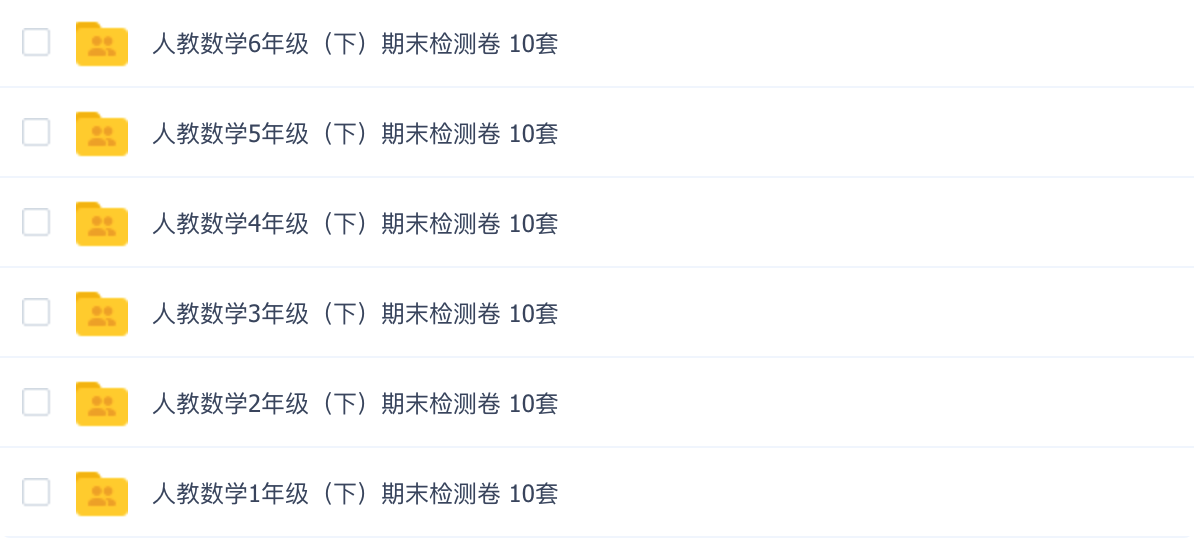 人教数学6年级（下）期末检测卷 10套
人教数学5年级（下）期末检测卷 10套
人教数学4年级（下）期末检测卷 10套
人教数学3年级（下）期末检测卷 10套
人教数学2年级（下）期末检测卷 10套
人教数学1年级（下）期末检测卷 10套